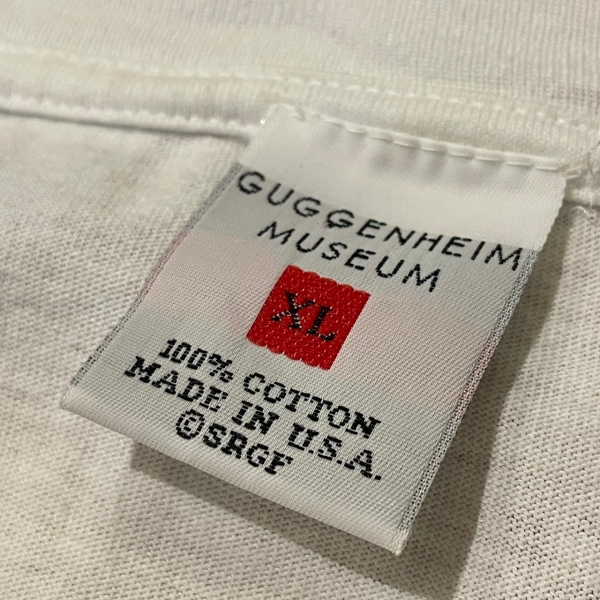 GUGGENHEIM
MUSEUM
XL
100% COTTON
MADE IN U.S.A.
©SRGF